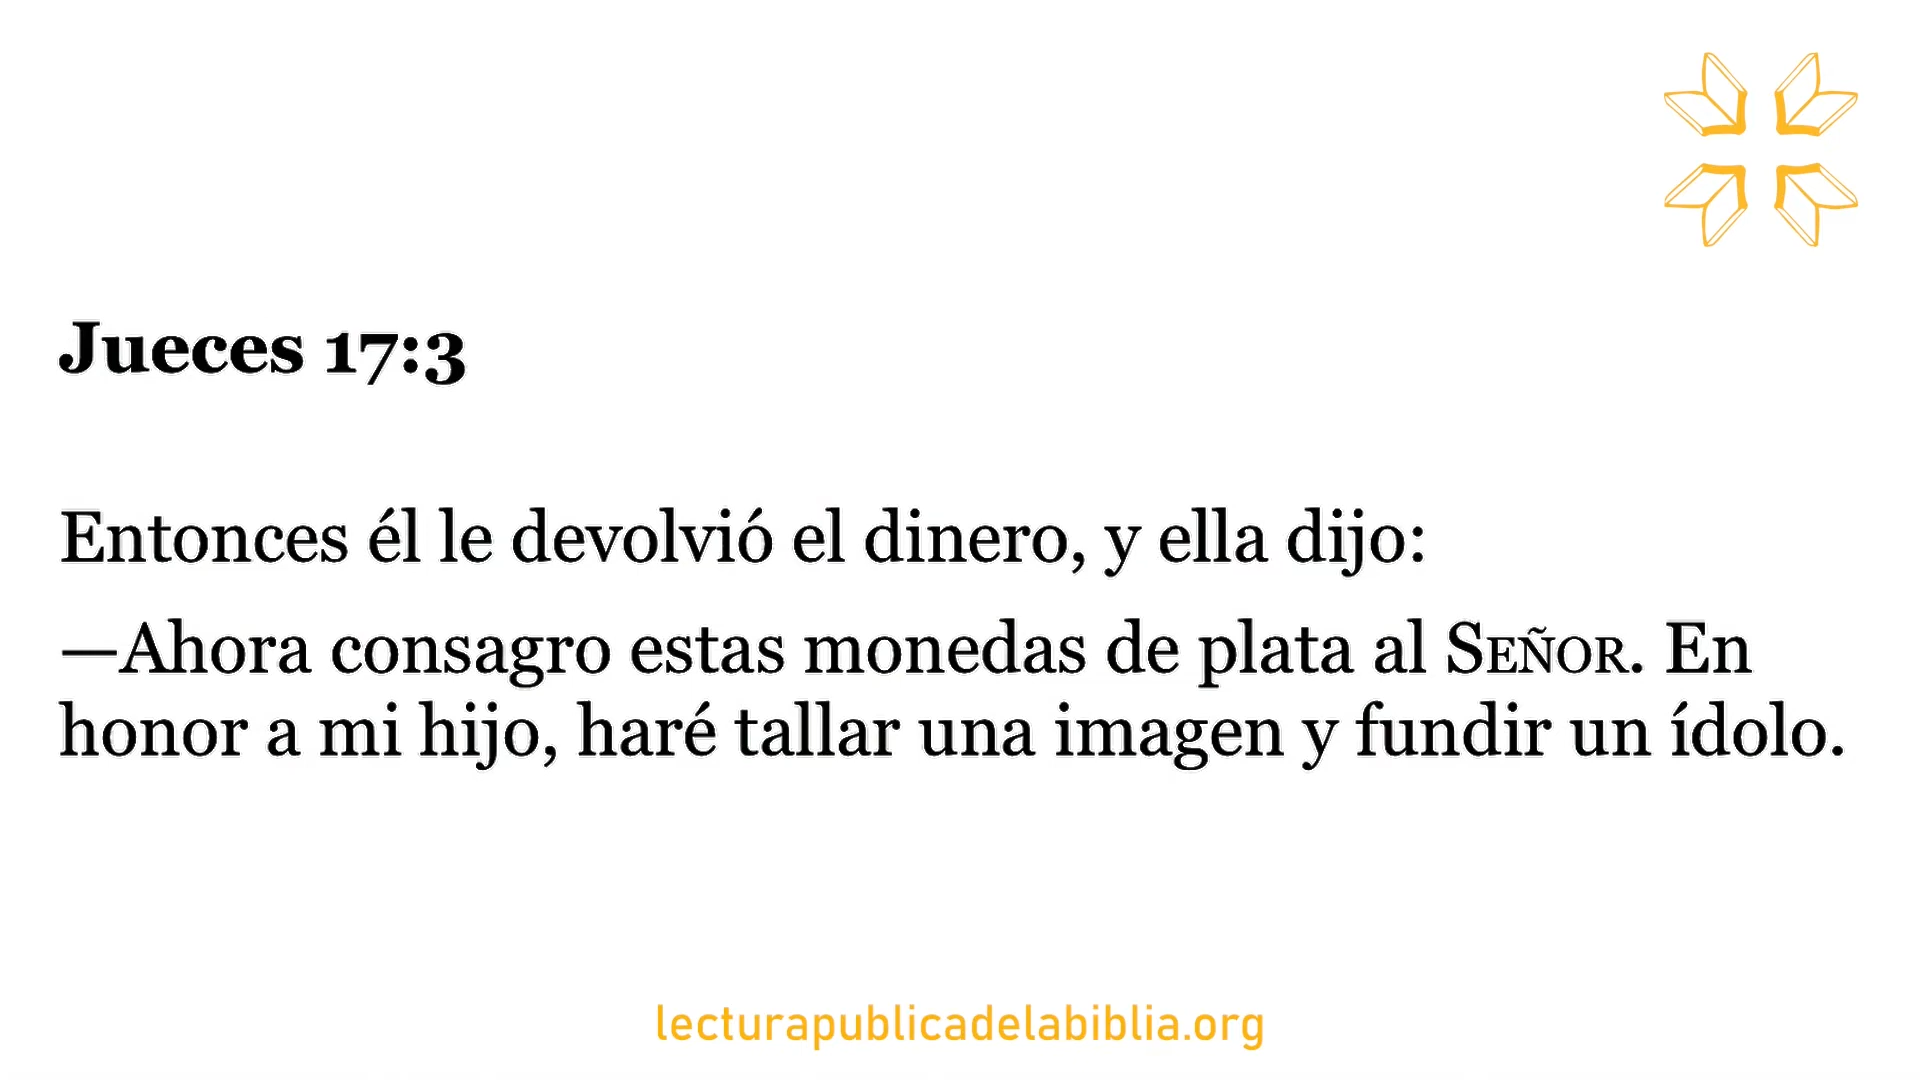 Jueces 17:3
Entonces él le devolvió el dinero, y ella dijo:
—Ahora consagro estas monedas de plata al SEÑOR. En
honor a mi hijo, haré tallar una imagen y fundir un ídolo.
lecturapublicadelabiblia.org